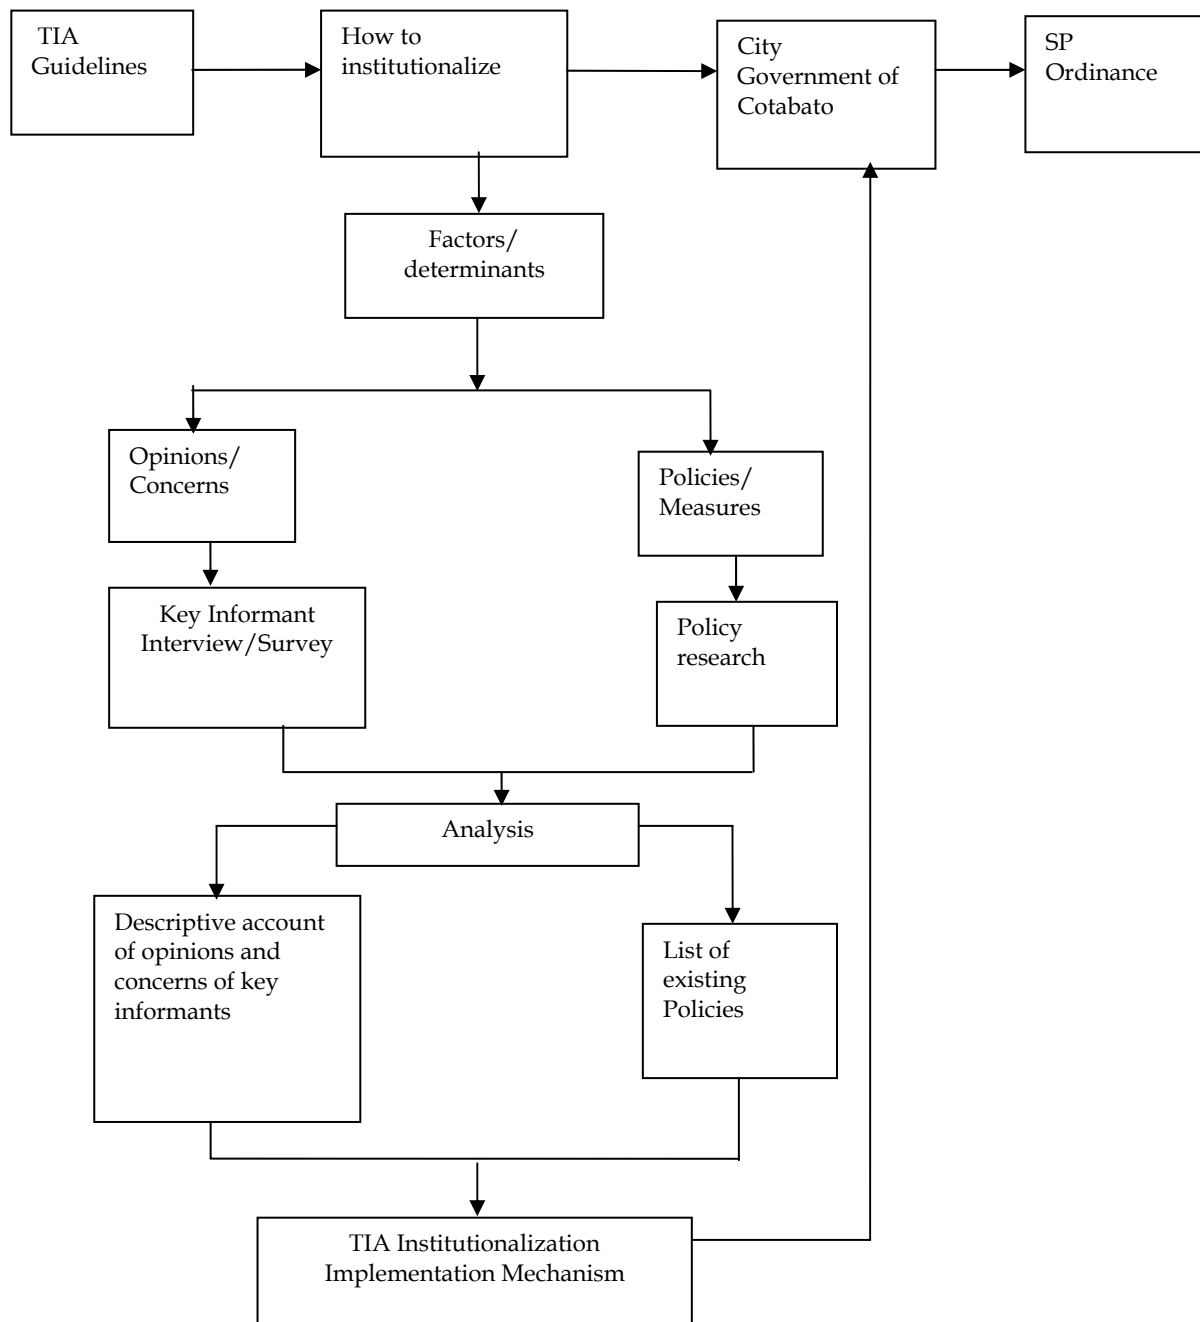 TIA
Guidelines
How to
institutionalize
City
Government of
Cotabato
SP
Ordinance
Factors/
determinants
Opinions/
Concerns
Policies/
Measures
Key Informant
Interview/Survey
Policy
research
Analysis
Descriptive account
of opinions and
concerns of key
informants
List of
existing
Policies
TIA Institutionalization
Implementation Mechanism